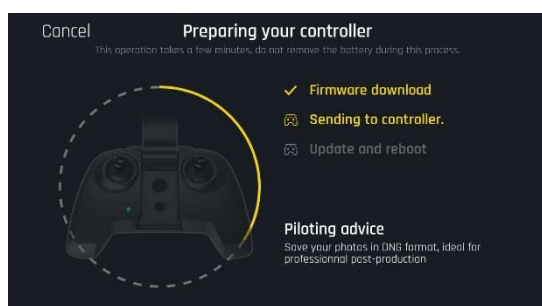 Cancel
Preparing your controller
This operation takes a few minutes, do not remove the battery during this process.
Firmware download
Sending to controller.
Update and reboot
Piloting advice
Save your photos in DNG format, ideal for
professionnal post-production